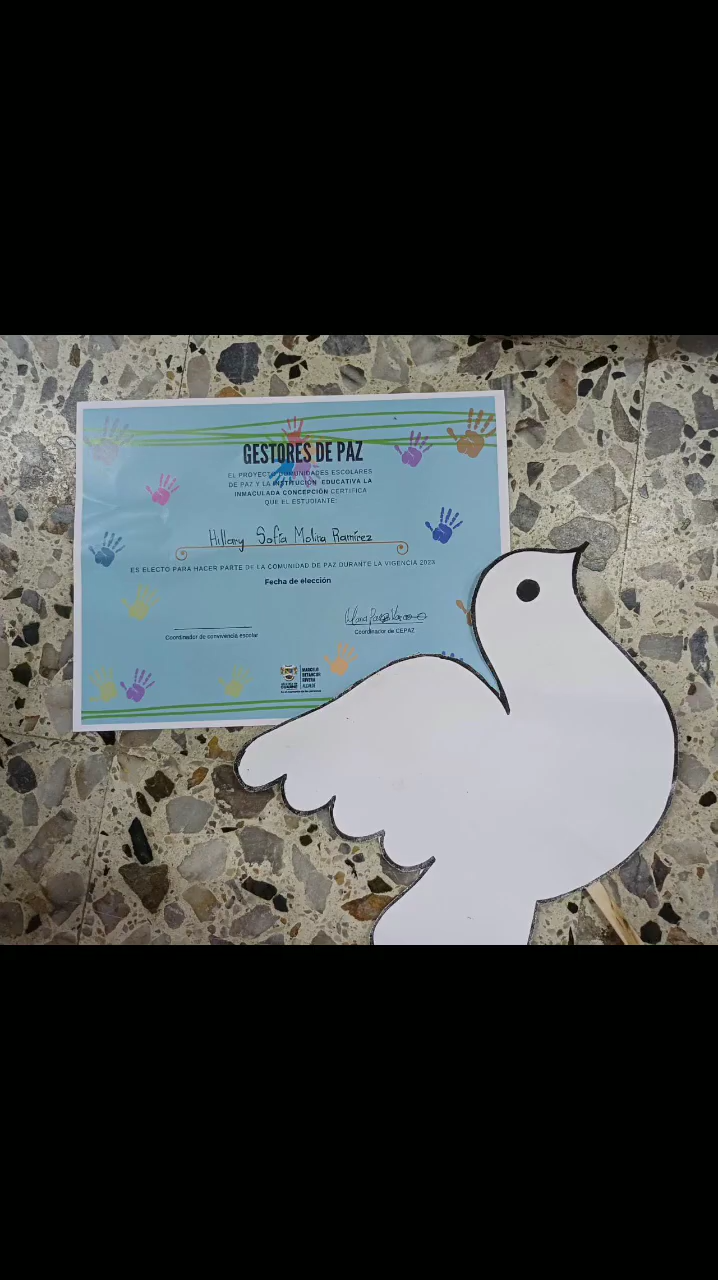 GESTORES DE PAZ
EL PROYECTO COMUNIDADES ESCOLARES
DE PAZ Y LA INSTITUCIÓN EDUCATIVA LA
INMACULADA CONCEPCIÓN CERTIFICA
QUE EL ESTUDIANTE:
Hillary Sofía Molina Ramírez
ES ELECTO PARA HACER PARTE DE LA COMUNIDAD DE PAZ DURANTE LA VIGENCIA 2023
Fecha de elección
Coordinador de convivencia escolar
Coordinador de CEPAZ